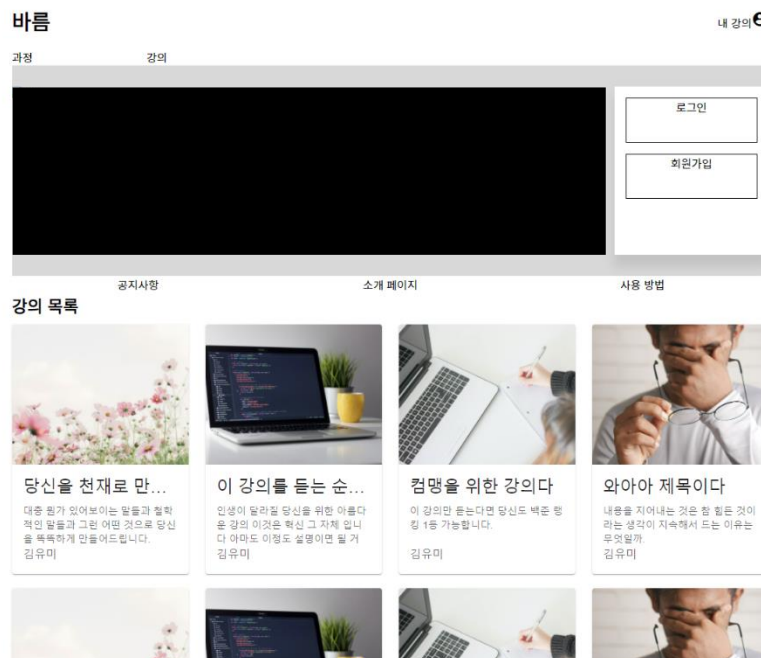 바름
내 강의
과정 강의
로그인
회원가입
공지사항 소개 페이지 사용 방법
강의 목록
당신을 천재로 만...
대충 뭔가 있어보이는 말들과 철학
적인 말들과 그런 어떤 것으로 당신
을 똑똑하게 만들어드립니다.
김유미
이 강의를 듣는 순...
인생이 달라질 당신을 위한 아름다
운 강의 이것은 혁신 그 자체 입니
다 아마도 이정도 설명이면 될 거
김유미
컴맹을 위한 강의다
이 강의만 듣는다면 당신도 백준 랭
킹 1등 가능합니다.
김유미
와아아 제목이다
내용을 지어내는 것은 참 힘든 것이
라는 생각이 지속해서 드는 이유는
무엇일까.
김유미